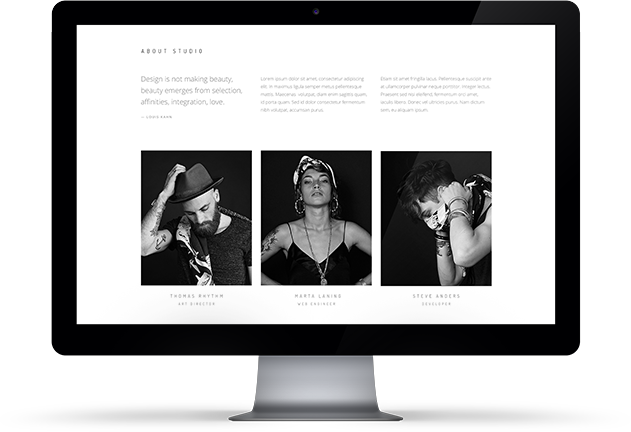 ABOUT STUDIO
Design is not making beauty,
beauty emerges from selection,
affinities, integration, love.
— LOUIS KAHN
Lorem ipsum dolor sit amet, consectetur adipiscing
elit. In maximus ligula semper metus pellentesque
mattis. Maecenas volutpat, diam enim sagittis quam,
id porta quam. Sed id dolor consectetur fermentum
nibh volutpat, accumsan purus.
Etiam sit amet fringilla lacus. Pellentesque suscipit ante
at ullamcorper pulvinar neque porttitor. Integer lectus.
Praesent sed nisi eleifend, fermentum orci amet,
iaculis libero. Donec vel ultrices purus. Nam dictum
sem, eu aliquam ipsum.
THOMAS RHYTHM
ART DIRECTOR
MARTA LANINS
WEB ENGINEER
STEVE ANDERS
DEVELOPER